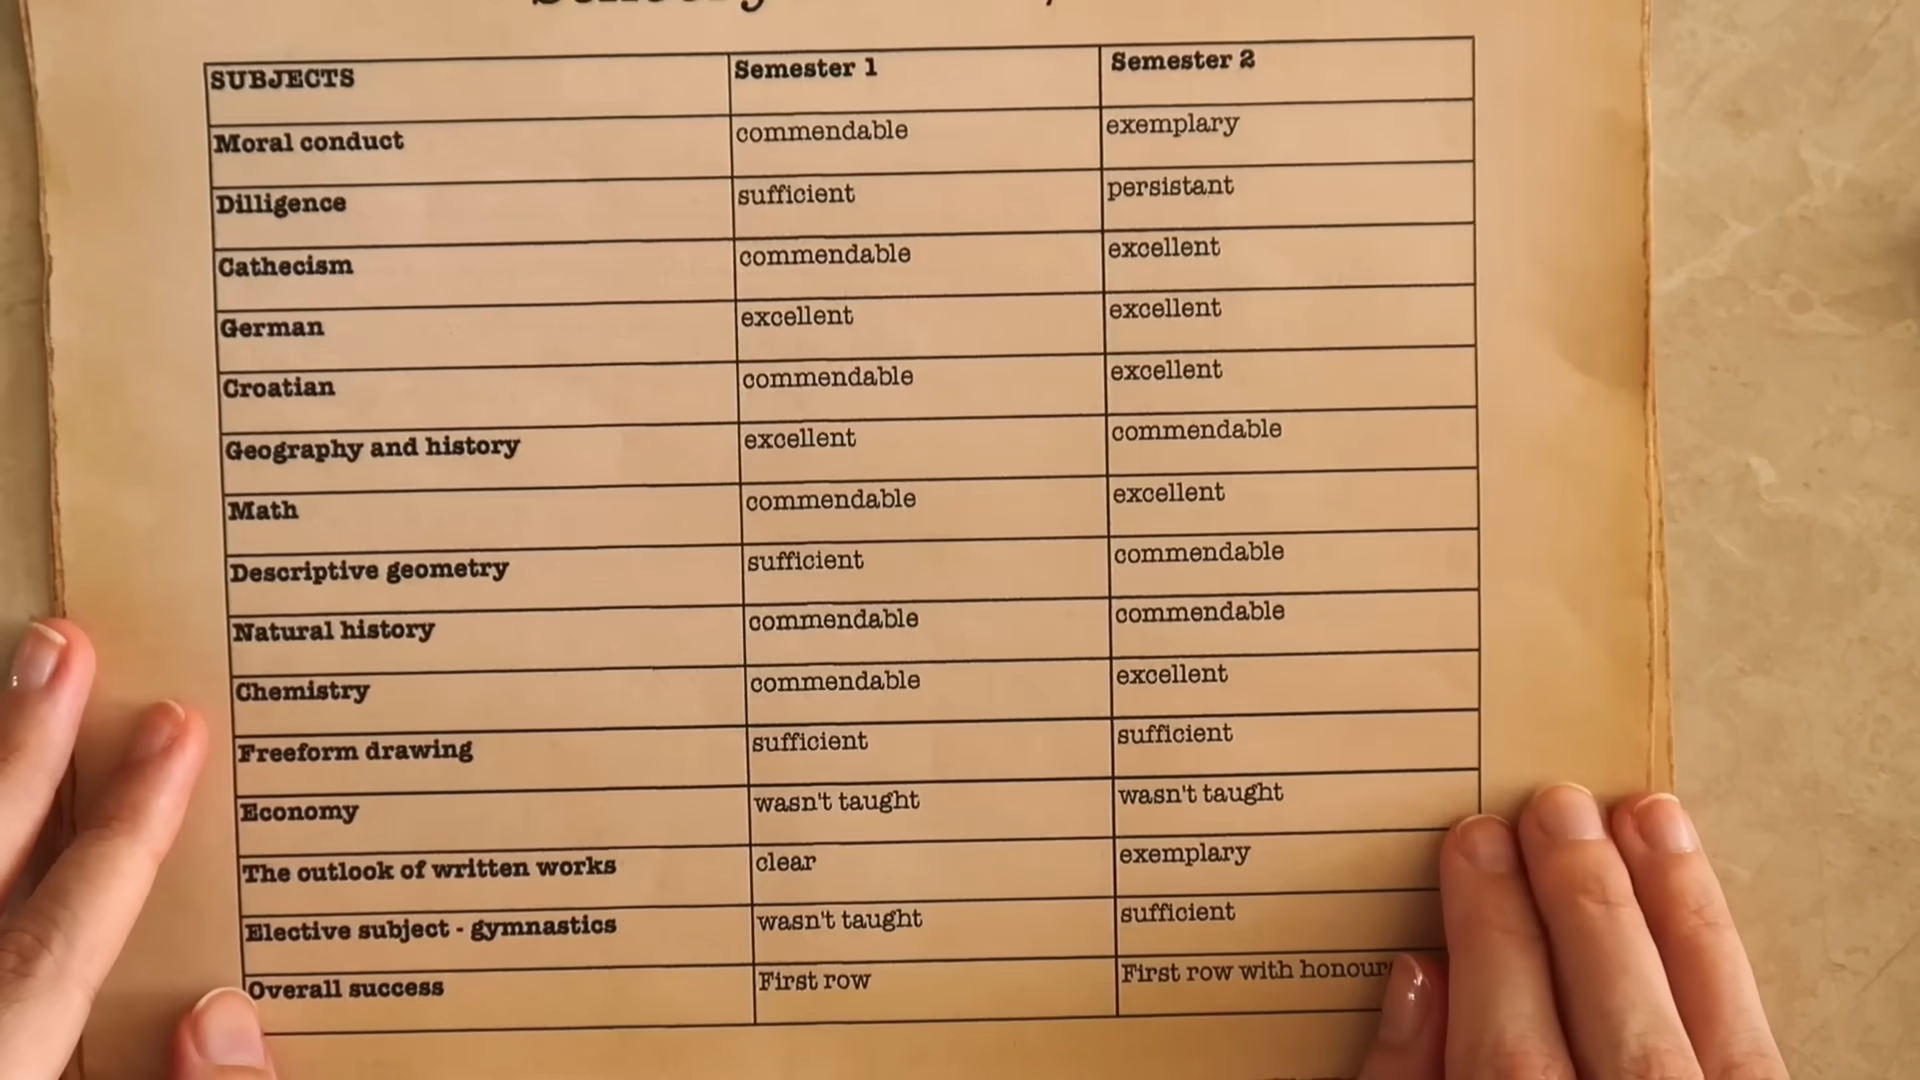 SUBJECTS Semester 1 Semester 2
Moral conduct commendable exemplary
Dilligence sufficient persistant
Cathecism commendable excellent
German excellent excellent
Croatian commendable excellent
Geography and history excellent commendable
Math commendable excellent
Descriptive geometry sufficient commendable
Natural history commendable commendable
Chemistry commendable excellent
Freeform drawing sufficient sufficient
Economy wasn't taught wasn't taught
The outlook of written works clear exemplary
Elective subject - gymnastics wasn't taught sufficient
Overall success First row First row with